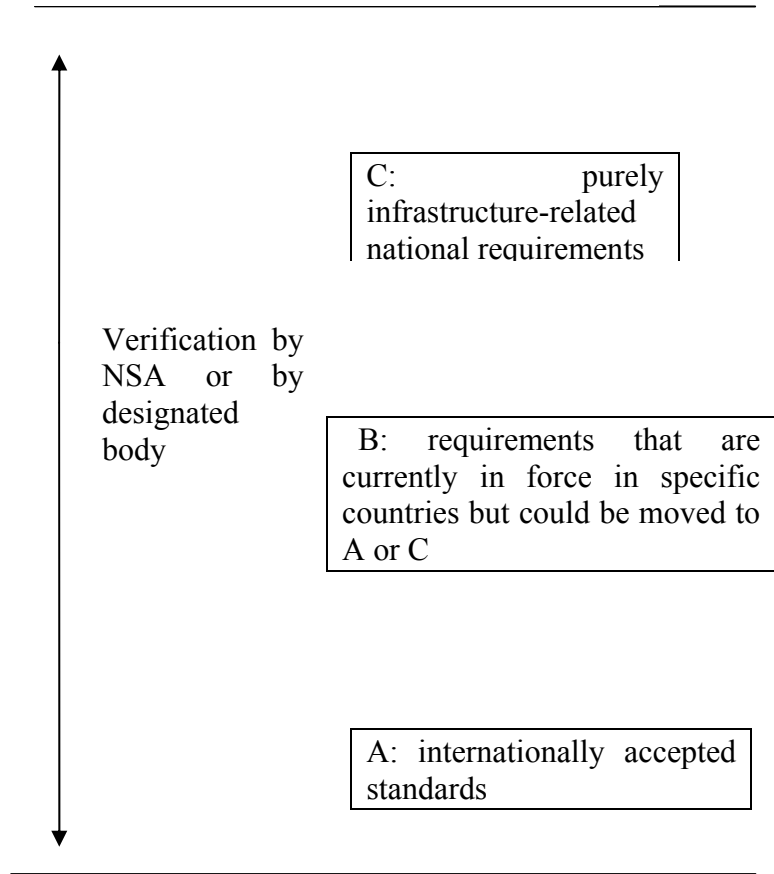 C: purely
infrastructure-related
national requirements
Verification by
NSA or by
designated
body
B: requirements that are
currently in force in specific
countries but could be moved to
A or C
A: internationally accepted
standards